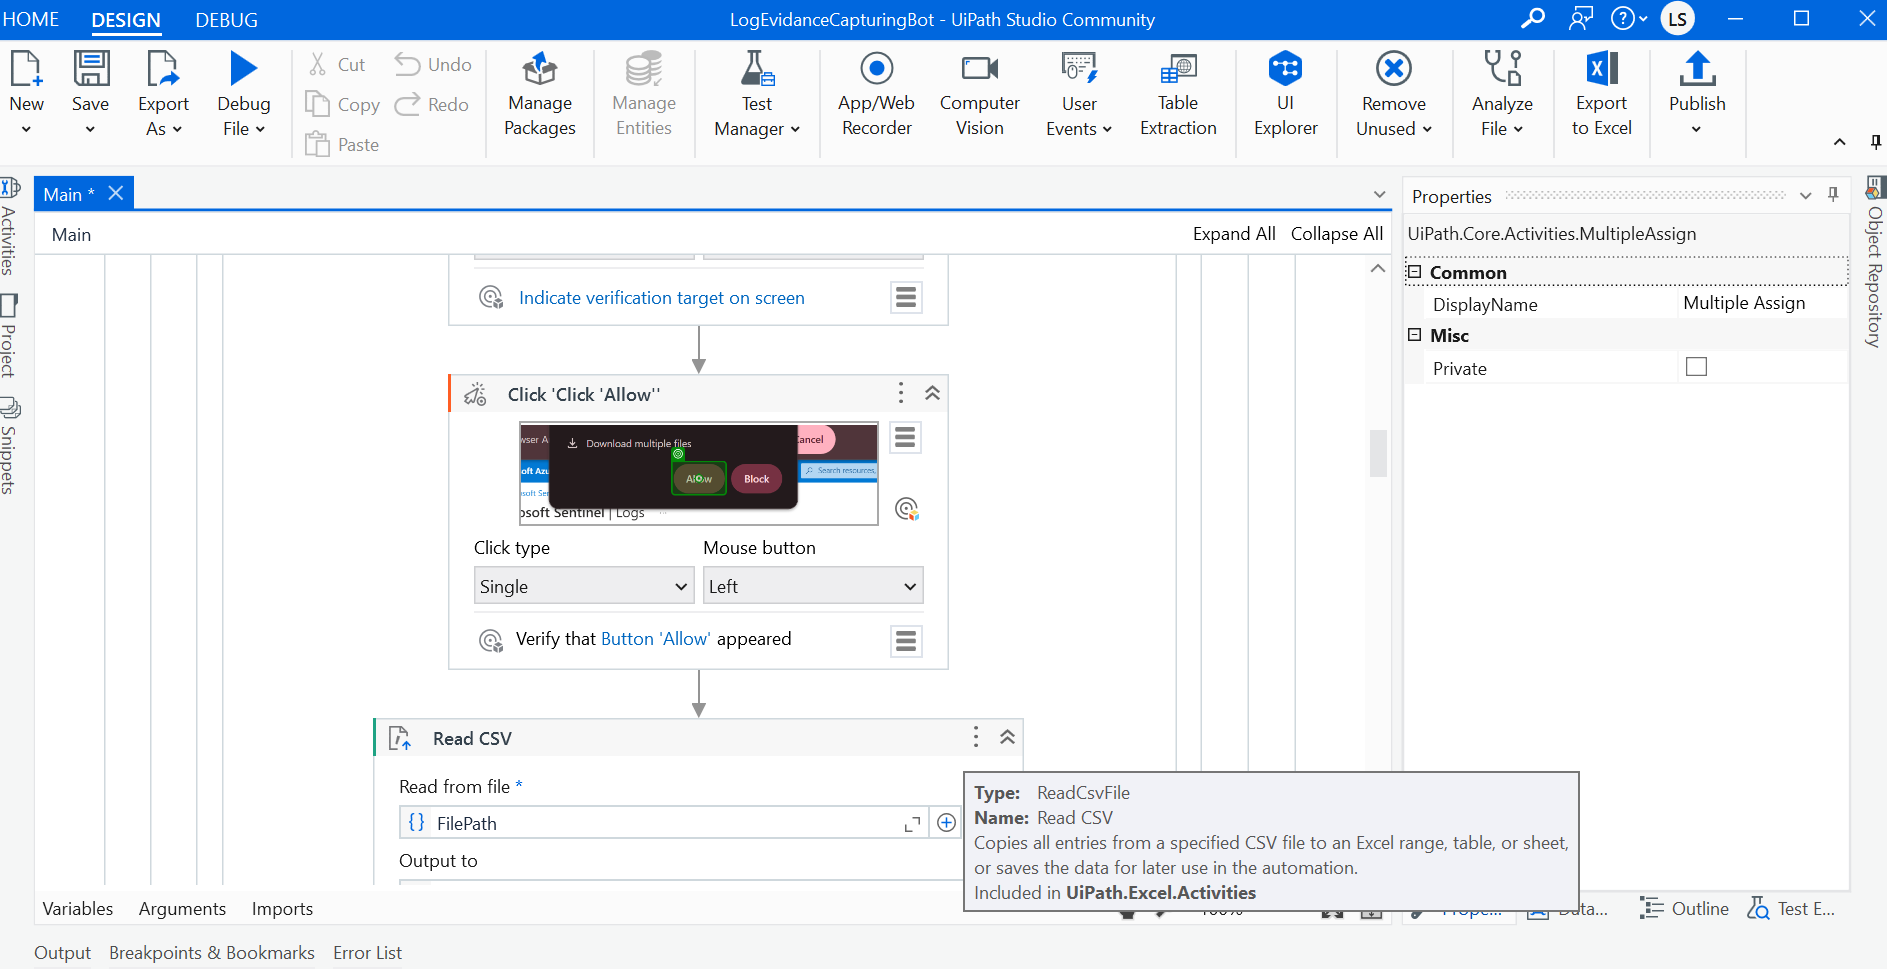 HOME DESIGN DEBUG LogEvidanceCapturingBot - UiPath Studio Community LS
New Save Export As Debug File Cut Copy Paste Undo Redo Manage Packages Manage Entities Test Manager App/Web Recorder Computer Vision User Events Table Extraction UI Explorer Remove Unused Analyze File Export to Excel Publish
Activities
Project
Snippets
Main *
Main Expand All Collapse All
Indicate verification target on screen
Click 'Click 'Allow''
Download multiple files
Allow Block
Search resources,
osoft Sentinel | Logs
Click type Mouse button
Single Left
Verify that Button 'Allow' appeared
Read CSV
Read from file *
{} FilePath
Output to
Type: ReadCsvFile
Name: Read CSV
Copies all entries from a specified CSV file to an Excel range, table, or sheet,
or saves the data for later use in the automation.
Included in UiPath.Excel.Activities
Properties
UiPath.Core.Activities.MultipleAssign
Common
DisplayName Multiple Assign
Misc
Private
Object Repository
Variables Arguments Imports
Outline Test E...
Output Breakpoints & Bookmarks Error List